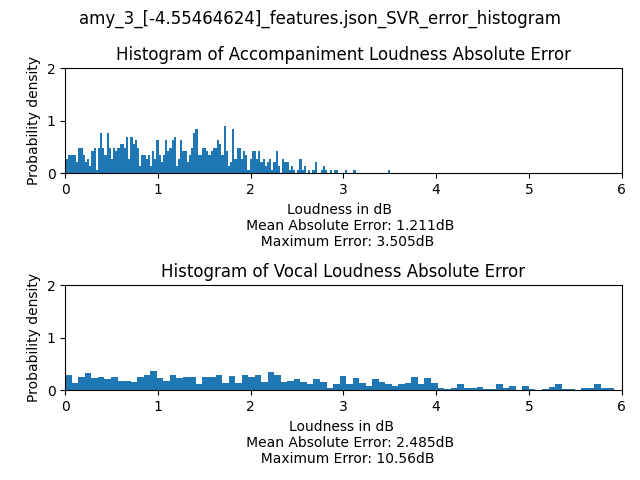 amy_3_[-4.55464624]_features.json_SVR_error_histogram
Histogram of Accompaniment Loudness Absolute Error
Probability density
2
1
0
0 1 2 3 4 5 6
Loudness in dB
Mean Absolute Error: 1.211dB
Maximum Error: 3.505dB
Histogram of Vocal Loudness Absolute Error
Probability density
2
1
0
0 1 2 3 4 5 6
Loudness in dB
Mean Absolute Error: 2.485dB
Maximum Error: 10.56dB